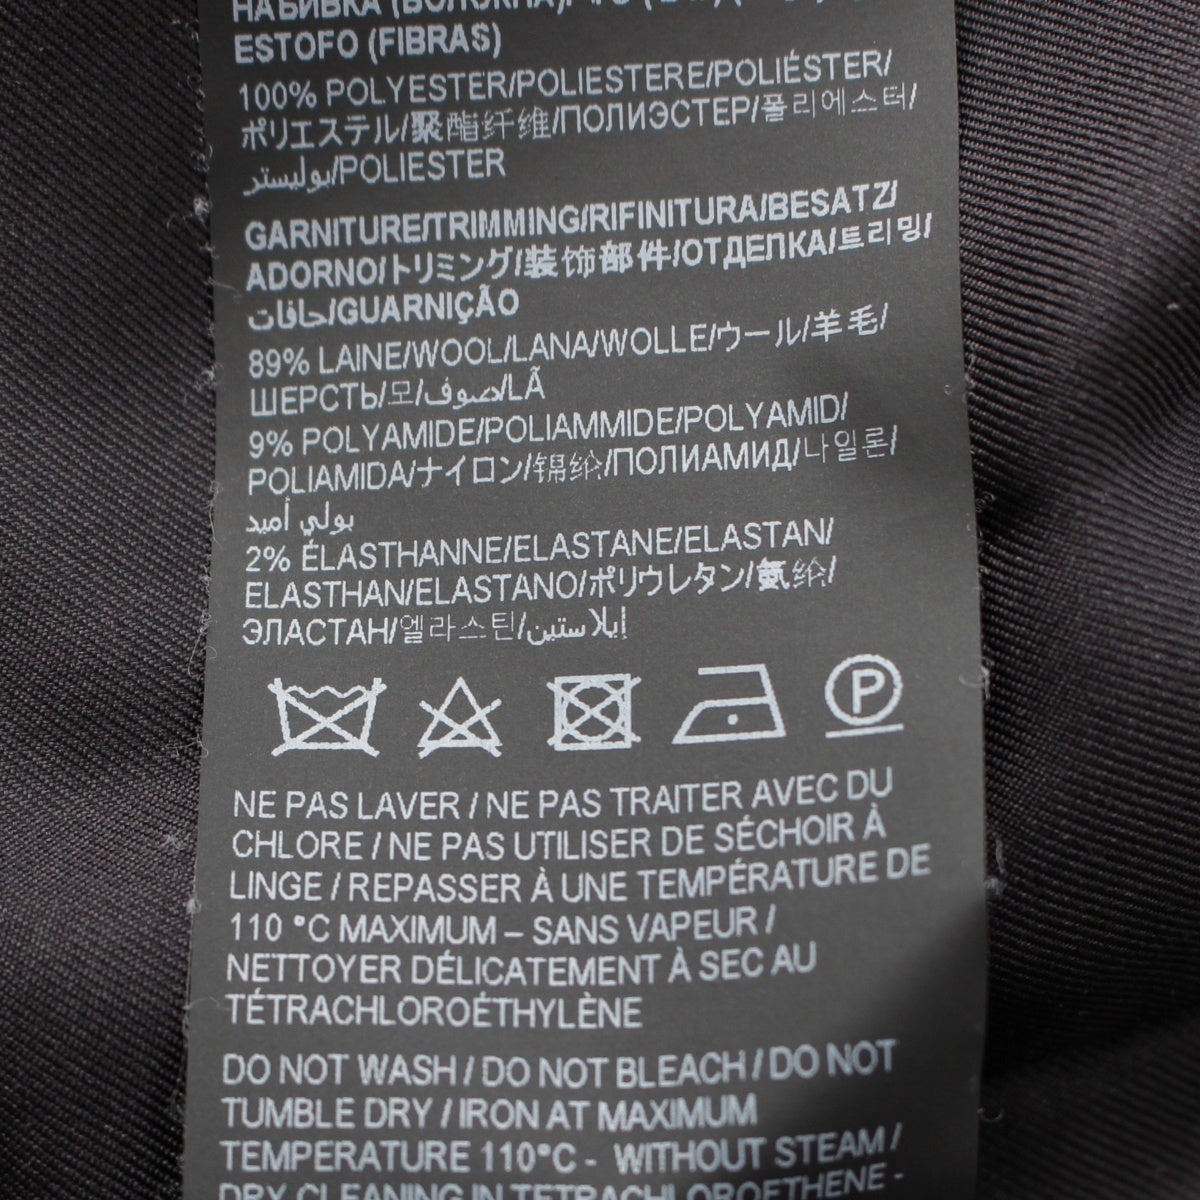 НАБИВКА (ВОЛОКНА)/
ESTOFO (FIBRAS)
100% POLYESTER/POLIESTERE/POLIÉSTER/
ポリエステル/聚酯纤维/ПОЛИЭСТЕР/폴리에스터/
بوليستر/POLIESTER
GARNITURE/TRIMMING/RIFINITURA/BESATZ/
ADORNO/トリミング/装饰部件/ОТДЕЛКА/트리밍/
حافات/GUARNIÇÃO
89% LAINE/WOOL/LANA/WOLLE/ウール/羊毛/
ШЕРСТЬ/모/صوف/LÃ
9% POLYAMIDE/POLIAMMIDE/POLYAMID/
POLIAMIDA/ナイロン/锦纶/ПОЛИАМИД/나일론/
بولي أميد
2% ÉLASTHANNE/ELASTANE/ELASTAN/
ELASTHAN/ELASTANO/ポリウレタン/氨纶/
ЭЛАСТАН/엘라스틴/إيلاستين
P
NE PAS LAVER / NE PAS TRAITER AVEC DU
CHLORE / NE PAS UTILISER DE SÉCHOIR À
LINGE / REPASSER À UNE TEMPÉRATURE DE
110 °C MAXIMUM – SANS VAPEUR /
NETTOYER DÉLICATEMENT À SEC AU
TÉTRACHLOROÉTHYLÈNE
DO NOT WASH / DO NOT BLEACH / DO NOT
TUMBLE DRY / IRON AT MAXIMUM
TEMPERATURE 110°C - WITHOUT STEAM /
DRY CLEANING IN TETRACHLOROETHENE -